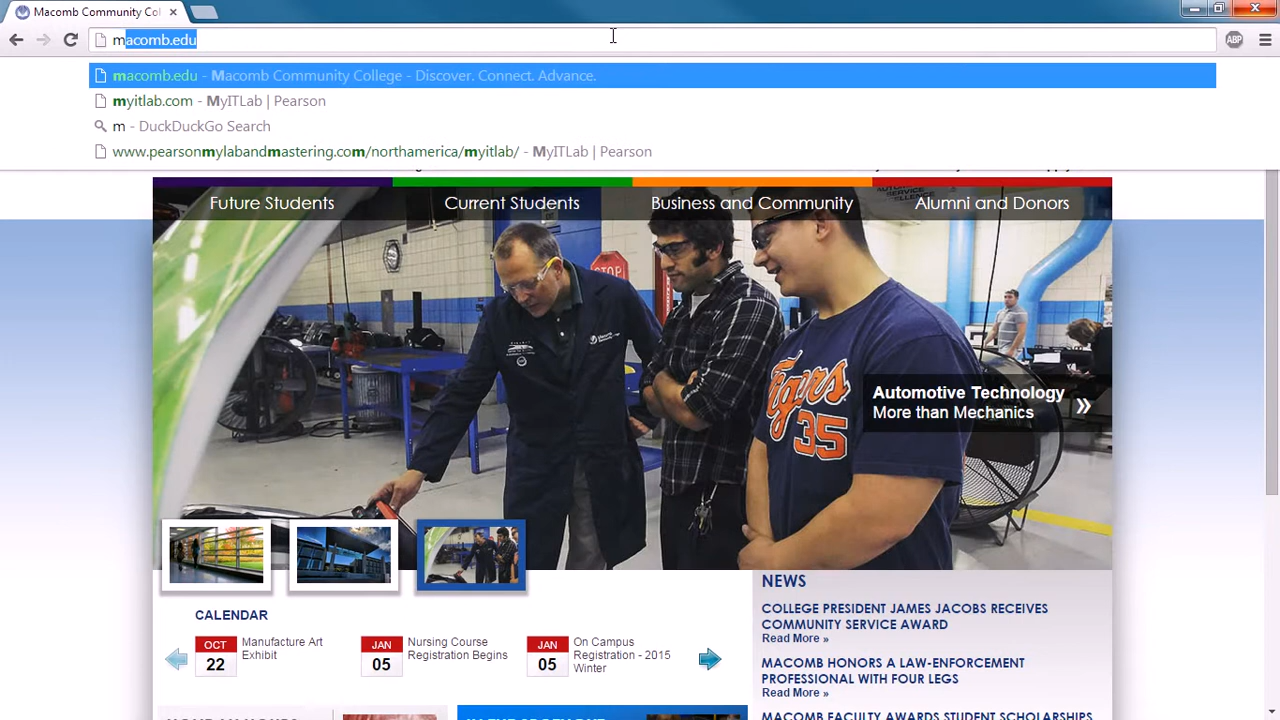 Macomb Community Col
macomb.edu
ABP
macomb.edu - Macomb Community College - Discover. Connect. Advance.
myitlab.com - MyITLab | Pearson
m - DuckDuckGo Search
www.pearsonmylabandmastering.com/northamerica/myitlab/ - MyITLab | Pearson
Future Students
Current Students
Business and Community
Alumni and Donors
STOP
Tigers
35
Automotive Technology
More than Mechanics »
CALENDAR
OCT
22
Manufacture Art
Exhibit
JAN
05
Nursing Course
Registration Begins
JAN
05
On Campus
Registration - 2015
Winter
NEWS
COLLEGE PRESIDENT JAMES JACOBS RECEIVES
COMMUNITY SERVICE AWARD
Read More »
MACOMB HONORS A LAW-ENFORCEMENT
PROFESSIONAL WITH FOUR LEGS
Read More »
MACOMB FACULTY AWARDS STUDENT SCHOLARSHIPS